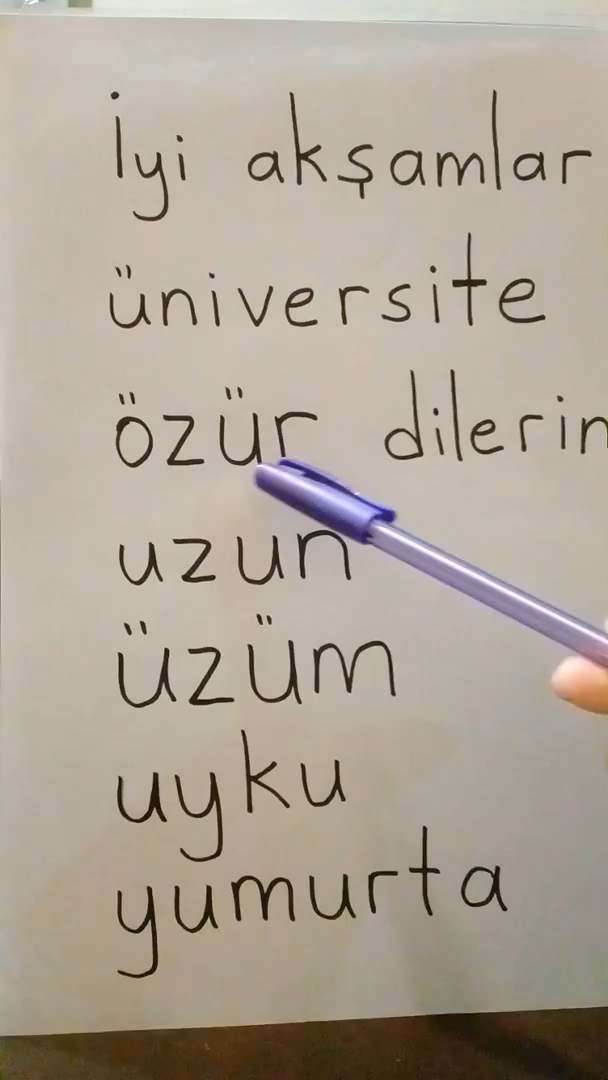 İyi akşamlar
üniversite
özür dilerim
uzun
üzüm
uyku
yumurta